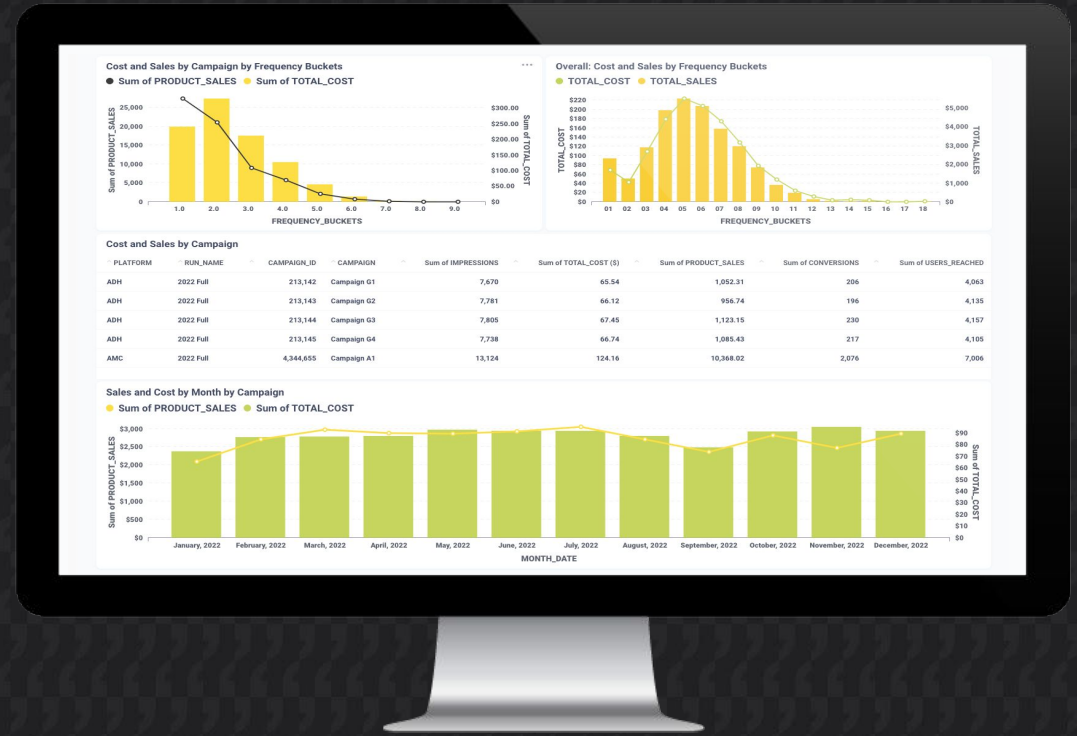 Cost and Sales by Campaign by Frequency Buckets
...
Sum of PRODUCT_SALES Sum of TOTAL_COST
25,000
20,000
15,000
10,000
5,000
0
Sum of PRODUCT_SALES
$300.00
$250.00
$200.00
$150.00
$100.00
$50.00
$0
Sum of TOTAL_COST
1.0 2.0 3.0 4.0 5.0 6.0 7.0 8.0 9.0
FREQUENCY_BUCKETS
Overall: Cost and Sales by Frequency Buckets
TOTAL_COST TOTAL_SALES
$220
$200
$180
$160
$140
$120
$100
$80
$60
$40
$20
$0
TOTAL_COST
$5,000
$4,000
$3,000
$2,000
$1,000
$0
TOTAL_SALES
01 02 03 04 05 06 07 08 09 10 11 12 13 14 15 16 17 18
FREQUENCY_BUCKETS
Cost and Sales by Campaign
PLATFORM RUN_NAME CAMPAIGN_ID CAMPAIGN Sum of IMPRESSIONS Sum of TOTAL_COST ($) Sum of PRODUCT_SALES Sum of CONVERSIONS Sum of USERS_REACHED
ADH 2022 Full 213,142 Campaign G1 7,670 65.54 1,052.31 206 4,063
ADH 2022 Full 213,143 Campaign G2 7,781 66.12 956.74 196 4,135
ADH 2022 Full 213,144 Campaign G3 7,805 67.45 1,123.15 230 4,157
ADH 2022 Full 213,145 Campaign G4 7,738 66.74 1,085.43 217 4,105
AMC 2022 Full 4,344,655 Campaign A1 13,124 124.16 10,368.02 2,076 7,006
Sales and Cost by Month by Campaign
Sum of PRODUCT_SALES Sum of TOTAL_COST
$3,000
$2,500
$2,000
$1,500
$1,000
$500
$0
Sum of PRODUCT_SALES
$90
$80
$70
$60
$50
$40
$30
$20
$10
$0
Sum of TOTAL_COST
January, 2022 February, 2022 March, 2022 April, 2022 May, 2022 June, 2022 July, 2022 August, 2022 September, 2022 October, 2022 November, 2022 December, 2022
MONTH_DATE